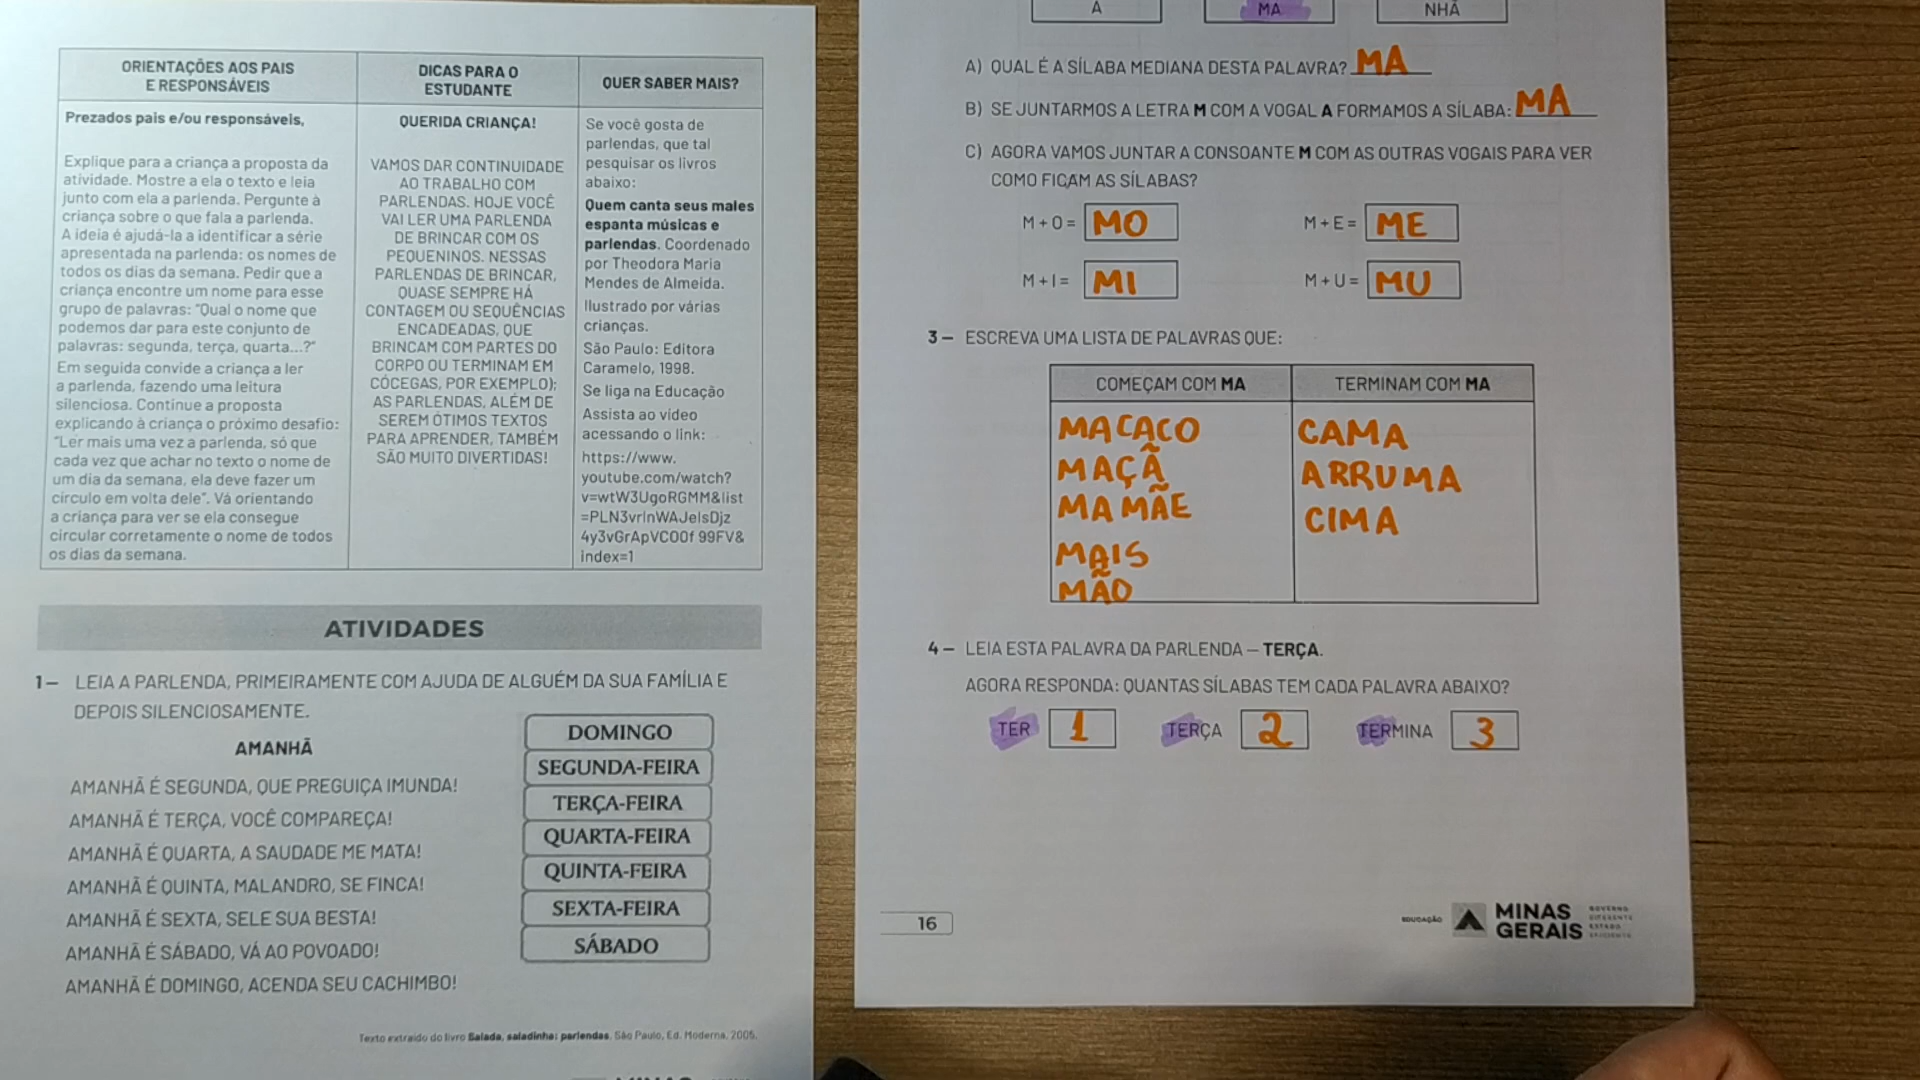 ORIENTAÇÕES AOS PAIS
E RESPONSÁVEIS
Prezados pais e/ou responsáveis,
Explique para a criança a proposta da
atividade. Mostre a ela o texto e leia
junto com ela a parlenda. Pergunte à
criança sobre o que fala a parlenda.
A ideia é ajudá-la a identificar a série
apresentada na parlenda: os nomes de
todos os dias da semana. Pedir que a
criança encontre um nome para esse
grupo de palavras: "Qual o nome que
podemos dar para este conjunto de
palavras: segunda, terça, quarta...?"
Em seguida convide a criança a ler
a parlenda, fazendo uma leitura
silenciosa. Continue a proposta
explicando à criança o próximo desafio:
"Ler mais uma vez a parlenda, só que
cada vez que achar no texto o nome de
um dia da semana, ela deve fazer um
círculo em volta dele". Vá orientando
a criança para ver se ela consegue
circular corretamente o nome de todos
os dias da semana.
DICAS PARA O
ESTUDANTE
QUERIDA CRIANÇA!
VAMOS DAR CONTINUIDADE
AO TRABALHO COM
PARLENDAS. HOJE VOCÊ
VAI LER UMA PARLENDA
DE BRINCAR COM OS
PEQUENINOS. NESSAS
PARLENDAS DE BRINCAR,
QUASE SEMPRE HÁ
CONTAGEM OU SEQUÊNCIAS
ENCADEADAS, QUE
BRINCAM COM PARTES DO
CORPO OU TERMINAM EM
CÓCEGAS, POR EXEMPLO);
AS PARLENDAS, ALÉM DE
SEREM ÓTIMOS TEXTOS
PARA APRENDER, TAMBÉM
SÃO MUITO DIVERTIDAS!
QUER SABER MAIS?
Se você gosta de
parlendas, que tal
pesquisar os livros
abaixo:
Quem canta seus males
espanta músicas e
parlendas. Coordenado
por Theodora Maria
Mendes de Almeida.
Ilustrado por várias
crianças.
São Paulo: Editora
Caramelo, 1998.
Se liga na Educação
Assista ao vídeo
acessando o link:
https://www.
youtube.com/watch?
v=wtW3UgoRGMM&list
=PLN3vrInWAJeIsDjz
4y3vGrApVCO0f 99FV&
index=1
ATIVIDADES
1 — LEIA A PARLENDA, PRIMEIRAMENTE COM AJUDA DE ALGUÉM DA SUA FAMÍLIA E
DEPOIS SILENCIOSAMENTE.
AMANHÃ
AMANHÃ É SEGUNDA, QUE PREGUIÇA IMUNDA!
AMANHÃ É TERÇA, VOCÊ COMPAREÇA!
AMANHÃ É QUARTA, A SAUDADE ME MATA!
AMANHÃ É QUINTA, MALANDRO, SE FINCA!
AMANHÃ É SEXTA, SELE SUA BESTA!
AMANHÃ É SÁBADO, VÁ AO POVOADO!
AMANHÃ É DOMINGO, ACENDA SEU CACHIMBO!
DOMINGO
SEGUNDA-FEIRA
TERÇA-FEIRA
QUARTA-FEIRA
QUINTA-FEIRA
SEXTA-FEIRA
SÁBADO
Texto extraído do livro Salada, saladinha: parlendas. São Paulo, Ed. Moderna, 2005.
A MA NHÃ
A) QUAL É A SÍLABA MEDIANA DESTA PALAVRA? MA
B) SE JUNTARMOS A LETRA M COM A VOGAL A FORMAMOS A SÍLABA: MA
C) AGORA VAMOS JUNTAR A CONSOANTE M COM AS OUTRAS VOGAIS PARA VER
COMO FICAM AS SÍLABAS?
M + O = MO M + E = ME
M + I = MI M + U = MU
3 — ESCREVA UMA LISTA DE PALAVRAS QUE:
COMEÇAM COM MA TERMINAM COM MA
MACACO CAMA
MAÇÃ ARRUMA
MAMÃE CIMA
MAIS
MÃO
4 — LEIA ESTA PALAVRA DA PARLENDA — TERÇA.
AGORA RESPONDA: QUANTAS SÍLABAS TEM CADA PALAVRA ABAIXO?
TER 1 TERÇA 2 TERMINA 3
16
EDUCAÇÃO
MINAS
GERAIS
GOVERNO
DIFERENTE
ESTADO
EFICIENTE